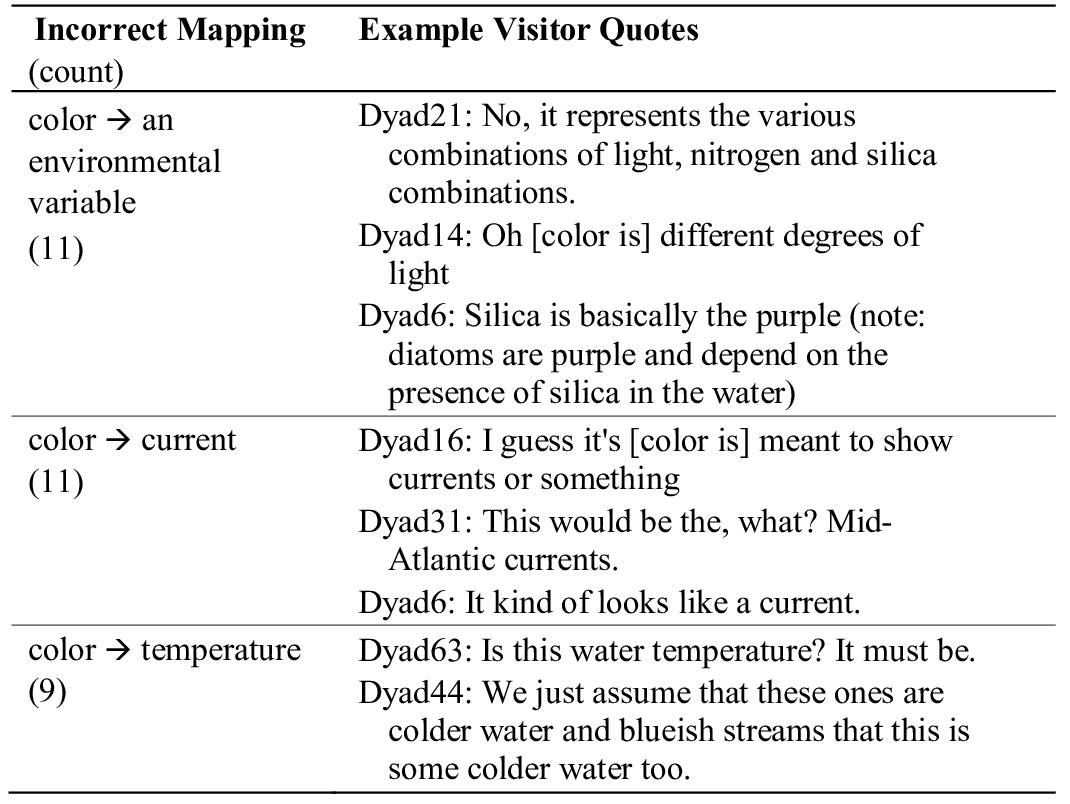 Incorrect Mapping
(count)
Example Visitor Quotes
color → an
environmental
variable
(11)
Dyad21: No, it represents the various
combinations of light, nitrogen and silica
combinations.
Dyad14: Oh [color is] different degrees of
light
Dyad6: Silica is basically the purple (note:
diatoms are purple and depend on the
presence of silica in the water)
color → current
(11)
Dyad16: I guess it's [color is] meant to show
currents or something
Dyad31: This would be the, what? Mid-
Atlantic currents.
Dyad6: It kind of looks like a current.
color → temperature
(9)
Dyad63: Is this water temperature? It must be.
Dyad44: We just assume that these ones are
colder water and blueish streams that this is
some colder water too.